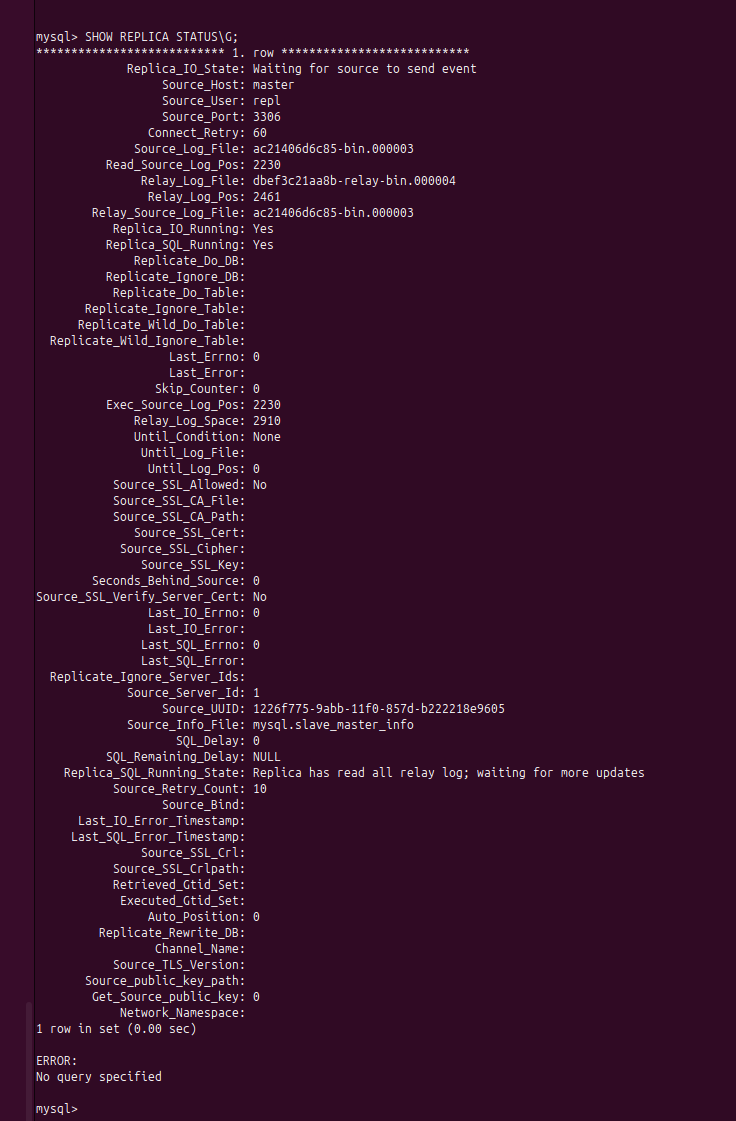 mysql> SHOW REPLICA STATUS\G;
*************************** 1. row ***************************
Replica_IO_State: Waiting for source to send event
Source_Host: master
Source_User: repl
Source_Port: 3306
Connect_Retry: 60
Source_Log_File: ac21406d6c85-bin.000003
Read_Source_Log_Pos: 2230
Relay_Log_File: dbef3c21aa8b-relay-bin.000004
Relay_Log_Pos: 2461
Relay_Source_Log_File: ac21406d6c85-bin.000003
Replica_IO_Running: Yes
Replica_SQL_Running: Yes
Replicate_Do_DB:
Replicate_Ignore_DB:
Replicate_Do_Table:
Replicate_Ignore_Table:
Replicate_Wild_Do_Table:
Replicate_Wild_Ignore_Table:
Last_Errno: 0
Last_Error:
Skip_Counter: 0
Exec_Source_Log_Pos: 2230
Relay_Log_Space: 2910
Until_Condition: None
Until_Log_File:
Until_Log_Pos: 0
Source_SSL_Allowed: No
Source_SSL_CA_File:
Source_SSL_CA_Path:
Source_SSL_Cert:
Source_SSL_Cipher:
Source_SSL_Key:
Seconds_Behind_Source: 0
Source_SSL_Verify_Server_Cert: No
Last_IO_Errno: 0
Last_IO_Error:
Last_SQL_Errno: 0
Last_SQL_Error:
Replicate_Ignore_Server_Ids:
Source_Server_Id: 1
Source_UUID: 1226f775-9abb-11f0-857d-b222218e9605
Source_Info_File: mysql.slave_master_info
SQL_Delay: 0
SQL_Remaining_Delay: NULL
Replica_SQL_Running_State: Replica has read all relay log; waiting for more updates
Source_Retry_Count: 10
Source_Bind:
Last_IO_Error_Timestamp:
Last_SQL_Error_Timestamp:
Source_SSL_Crl:
Source_SSL_Crlpath:
Retrieved_Gtid_Set:
Executed_Gtid_Set:
Auto_Position: 0
Replicate_Rewrite_DB:
Channel_Name:
Source_TLS_Version:
Source_public_key_path:
Get_Source_public_key: 0
Network_Namespace:
1 row in set (0.00 sec)
ERROR:
No query specified
mysql>